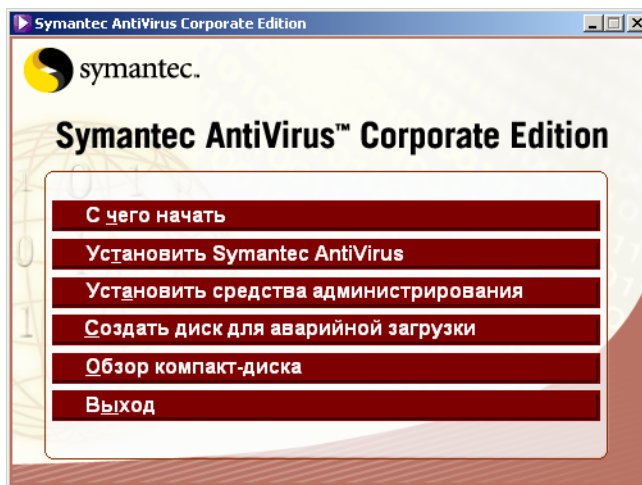 Symantec AntiVirus Corporate Edition
symantec.
Symantec AntiVirus™ Corporate Edition
С чего начать
Установить Symantec AntiVirus
Установить средства администрирования
Создать диск для аварийной загрузки
Обзор компакт-диска
Выход